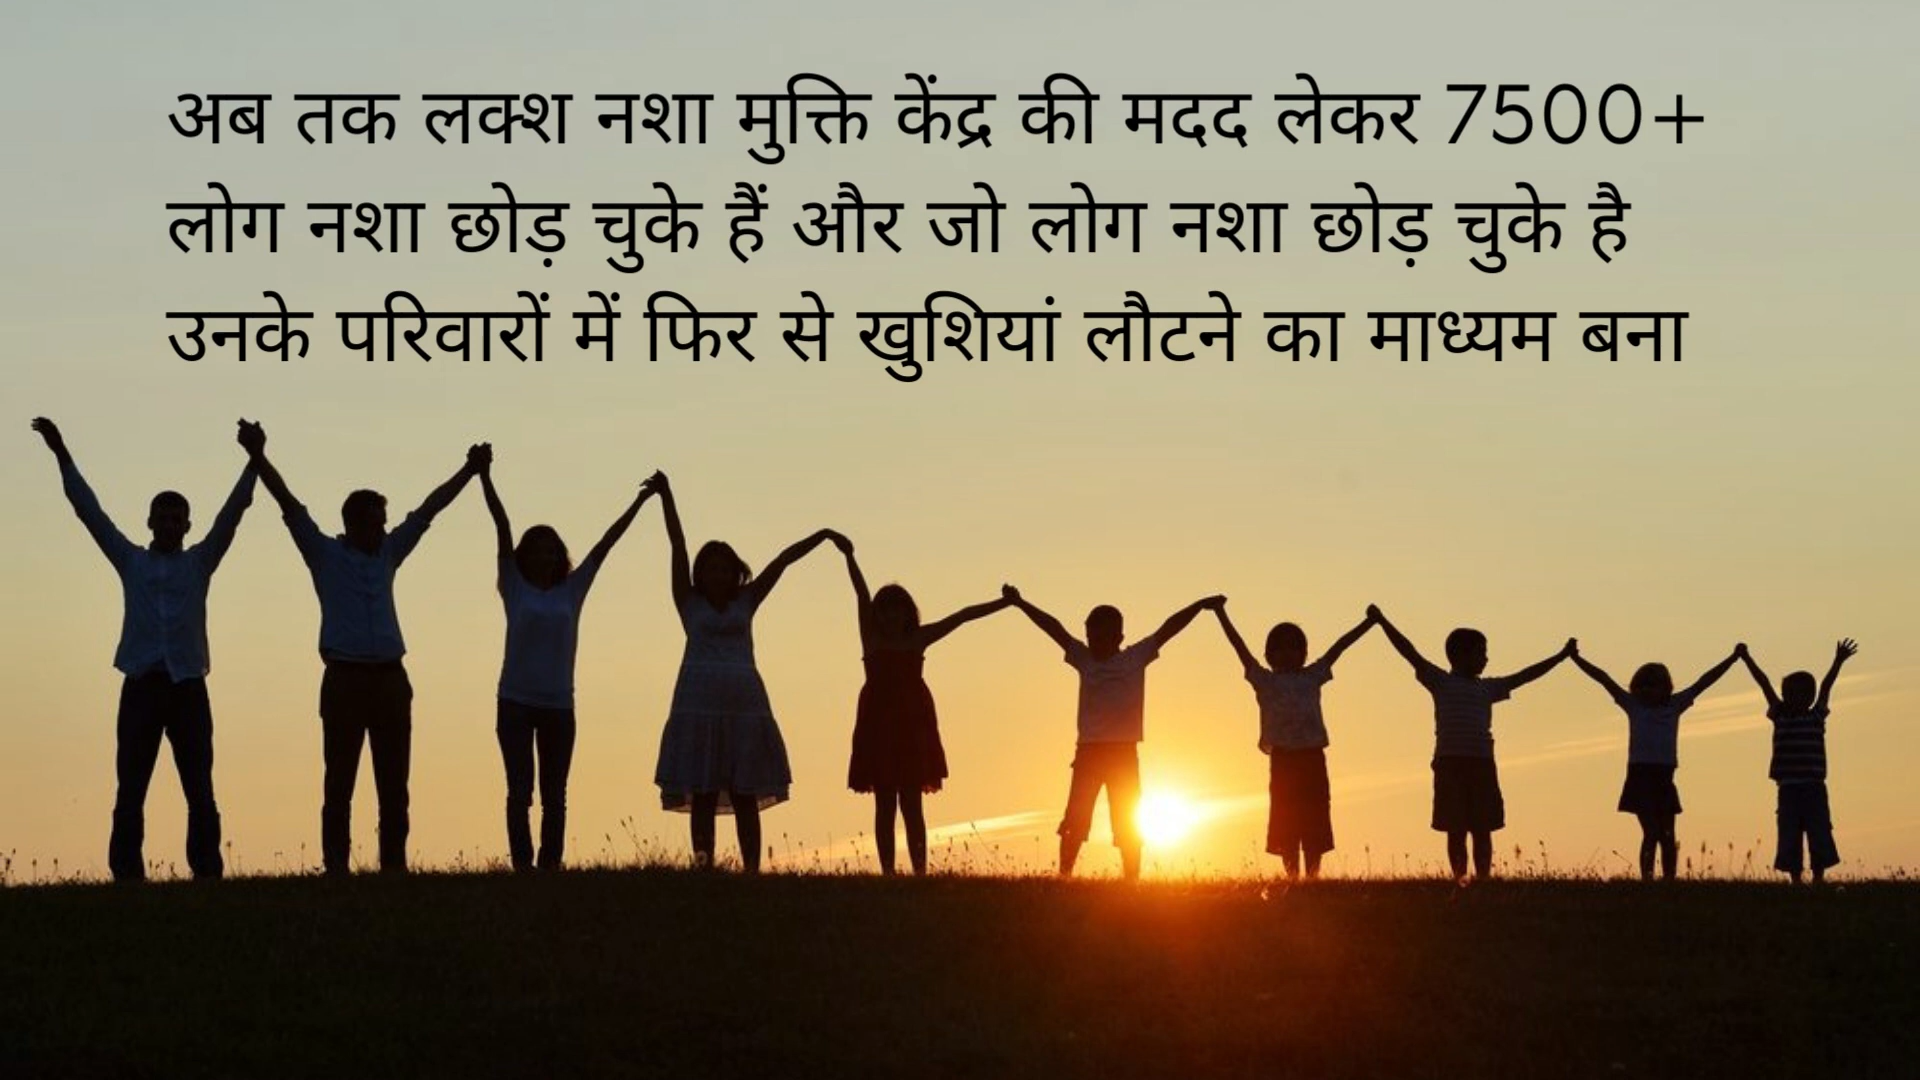 अब तक लक्श नशा मुक्ति केंद्र की मदद लेकर 7500+
लोग नशा छोड़ चुके हैं और जो लोग नशा छोड़ चुके है
उनके परिवारों में फिर से खुशियां लौटने का माध्यम बना